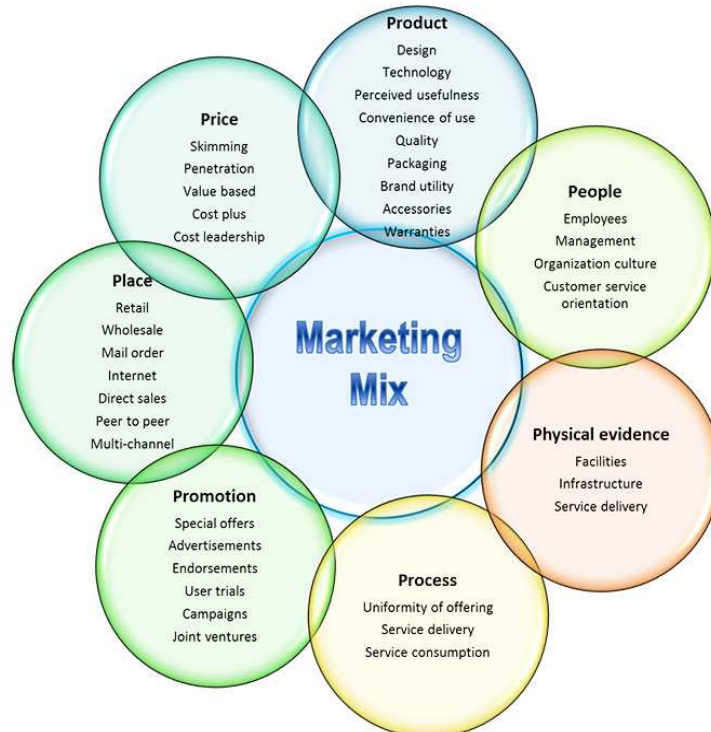 Product
Design
Technology
Perceived usefulness
Convenience of use
Quality
Packaging
Brand utility
Accessories
Warranties
Price
Skimming
Penetration
Value based
Cost plus
Cost leadership
People
Employees
Management
Organization culture
Customer service
orientation
Place
Retail
Wholesale
Mail order
Internet
Direct sales
Peer to peer
Multi-channel
Marketing
Mix
Physical evidence
Facilities
Infrastructure
Service delivery
Promotion
Special offers
Advertisements
Endorsements
User trials
Campaigns
Joint ventures
Process
Uniformity of offering
Service delivery
Service consumption